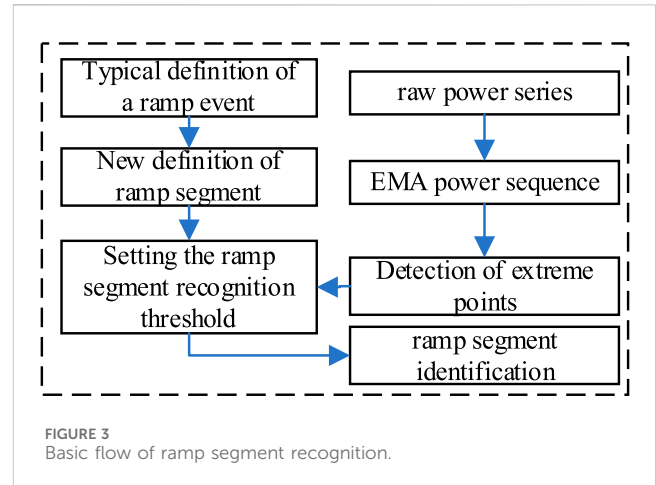 Typical definition of
a ramp event
New definition of
ramp segment
Setting the ramp
segment recognition
threshold
raw power series
EMA power sequence
Detection of extreme
points
ramp segment
identification
FIGURE 3
Basic flow of ramp segment recognition.